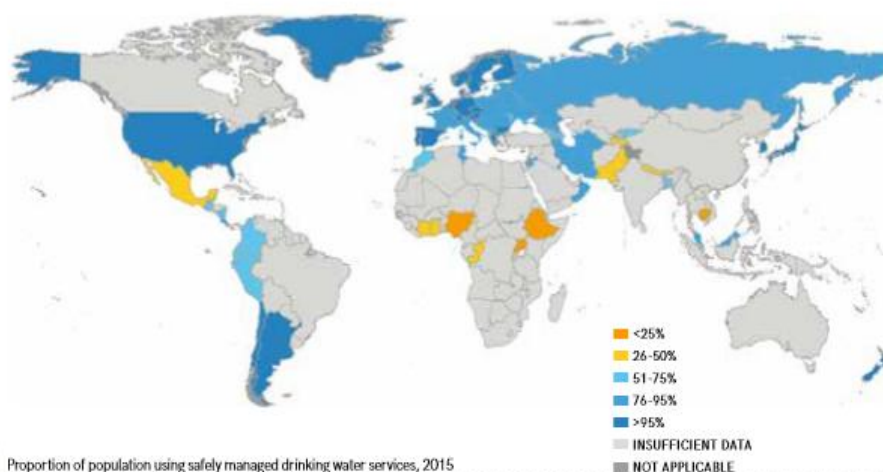 <25%
26-50%
51-75%
76-95%
>95%
INSUFFICIENT DATA
NOT APPLICABLE
Proportion of population using safely managed drinking water services, 2015